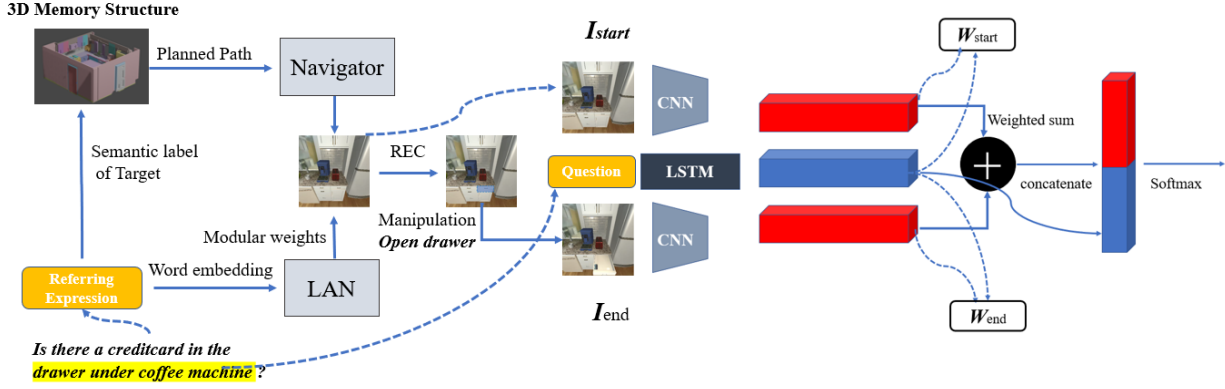 3D Memory Structure
Planned Path
Navigator
Semantic label
of Target
REC
Manipulation
Open drawer
Modular weights
Word embedding
LAN
Referring
Expression
Is there a creditcard in the
drawer under coffee machine ?
Istart
CNN
Question
LSTM
CNN
Iend
Wstart
Weighted sum
+
concatenate
Softmax
Wend